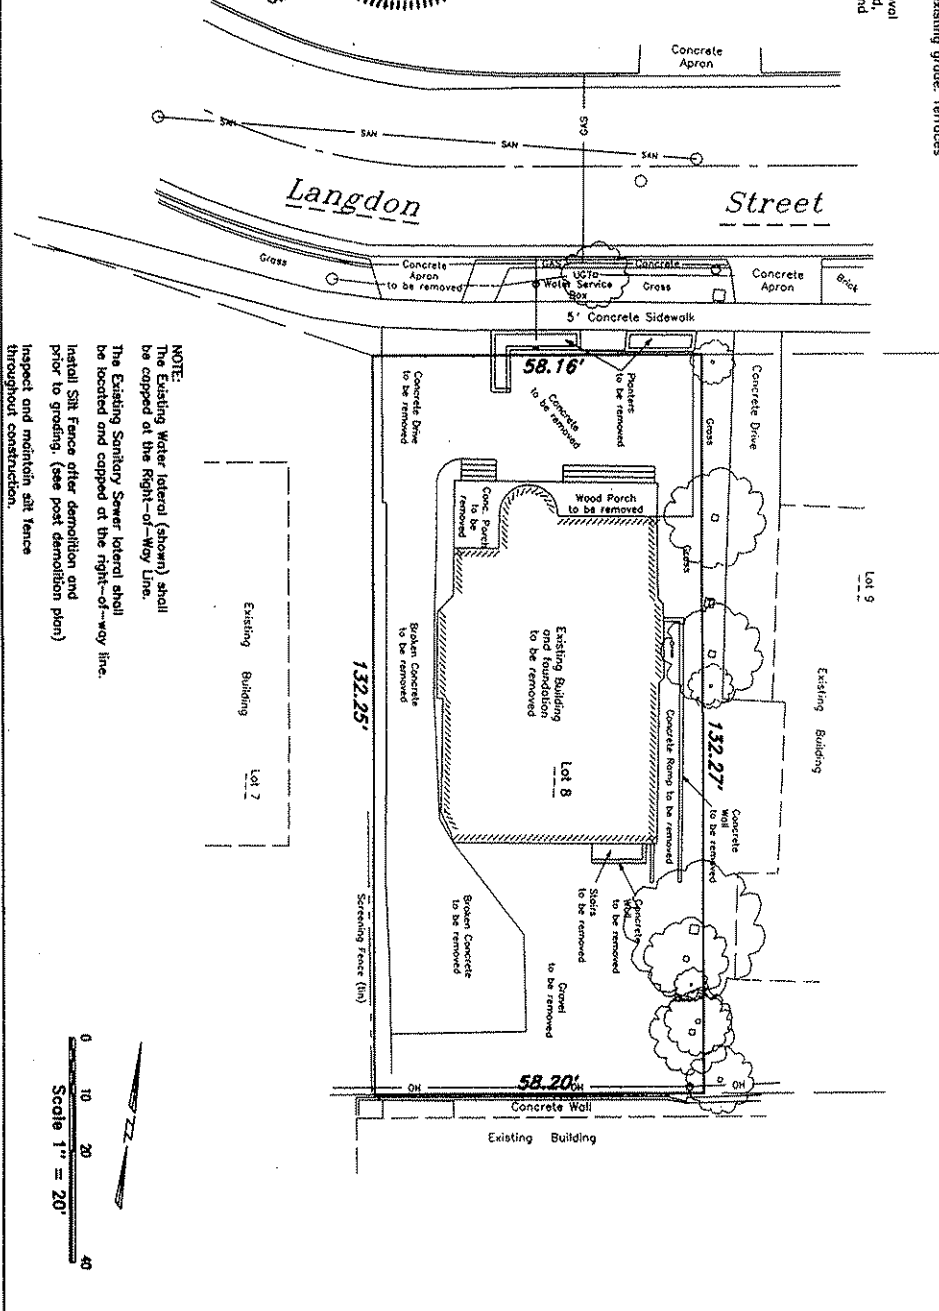 existing grade. Terraces
Concrete
Apron
SAN
SAN
SAN
SAN
GAS
Langdon Street
Grass
Concrete
Apron
to be removed
GAS
Concrete
Water Service
Box
Grass
Concrete
Apron
Brick
5' Concrete Sidewalk
58.16'
Planters
to be removed
Concrete
to be removed
Concrete Drive
to be removed
Concrete Drive
Grass
Grass
Conc. Porch
to be
removed
Wood Porch
to be removed
Lot 9
Existing Building
Existing Building
and foundation
to be removed
Lot 8
Broken Concrete
to be removed
132.25'
132.27'
Concrete Ramp to be removed
Concrete
Wall
to be removed
Stairs
to be removed
Concrete
Wall
to be removed
Broken Concrete
to be removed
Gravel
to be removed
Screening Fence (lin)
OH
58.20'
OH
OH
Concrete Wall
Existing Building
Existing Building
Lot 7
NOTE:
The Existing Water lateral (shown) shall
be capped at the Right-of-Way Line.
The Existing Sanitary Sewer lateral shall
be located and capped at the right-of-way line.
Install Silt Fence after demolition and
prior to grading. (see post demolition plan)
Inspect and maintain silt fence
throughout construction.
N
0 10 20 40
Scale 1" = 20'